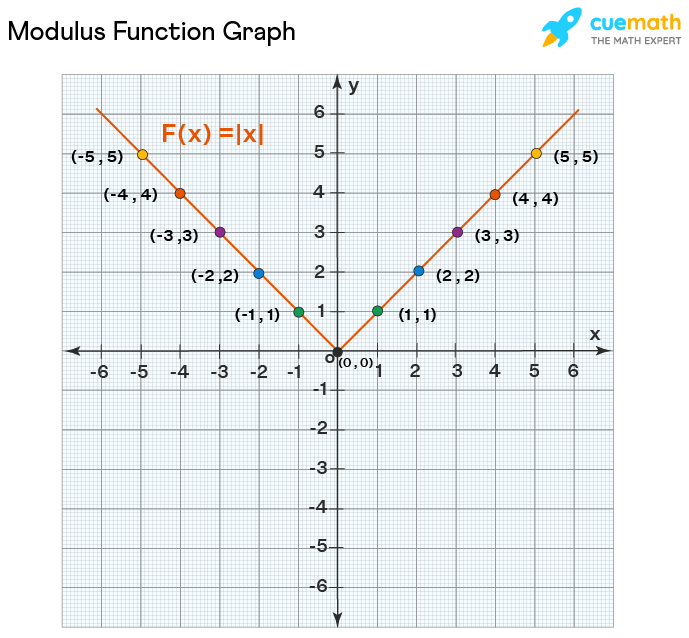 Modulus Function Graph
cuemath
THE MATH EXPERT
y
6
F(x) =|x|
5
(-5 , 5)
(5 , 5)
4
(-4 , 4)
(4 , 4)
3
(-3 ,3)
(3 , 3)
2
(-2 ,2)
(2 , 2)
1
(-1 , 1)
(1 , 1)
x
o (0 , 0)
-6 -5 -4 -3 -2 -1 1 2 3 4 5 6
-1
-2
-3
-4
-5
-6